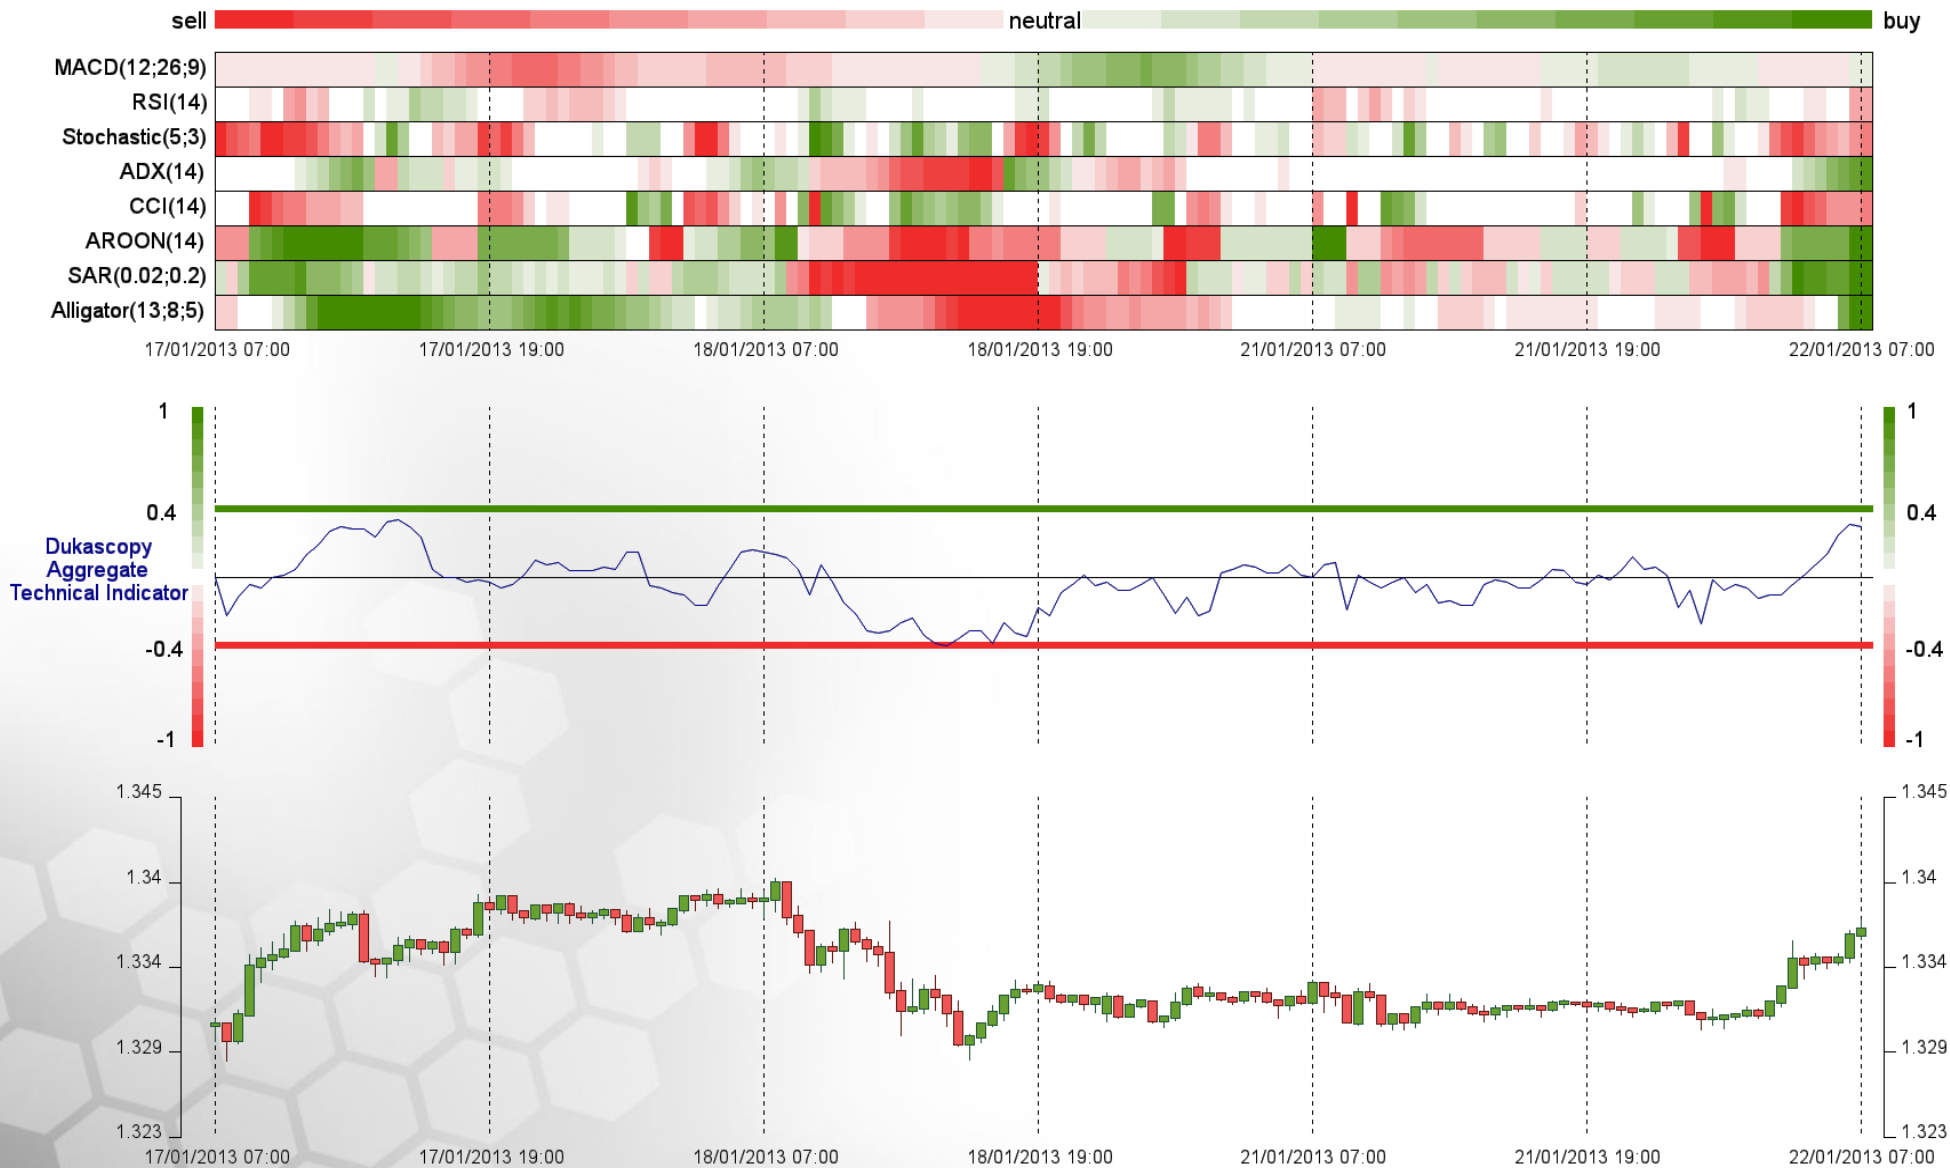 sell neutral buy
MACD(12;26;9)
RSI(14)
Stochastic(5;3)
ADX(14)
CCI(14)
AROON(14)
SAR(0.02;0.2)
Alligator(13;8;5)
17/01/2013 07:00 17/01/2013 19:00 18/01/2013 07:00 18/01/2013 19:00 21/01/2013 07:00 21/01/2013 19:00 22/01/2013 07:00
1 1
0.4 0.4
Dukascopy
Aggregate
Technical Indicator
-0.4 -0.4
-1 -1
1.345 1.345
1.34 1.34
1.334 1.334
1.329 1.329
1.323 1.323
17/01/2013 07:00 17/01/2013 19:00 18/01/2013 07:00 18/01/2013 19:00 21/01/2013 07:00 21/01/2013 19:00 22/01/2013 07:00